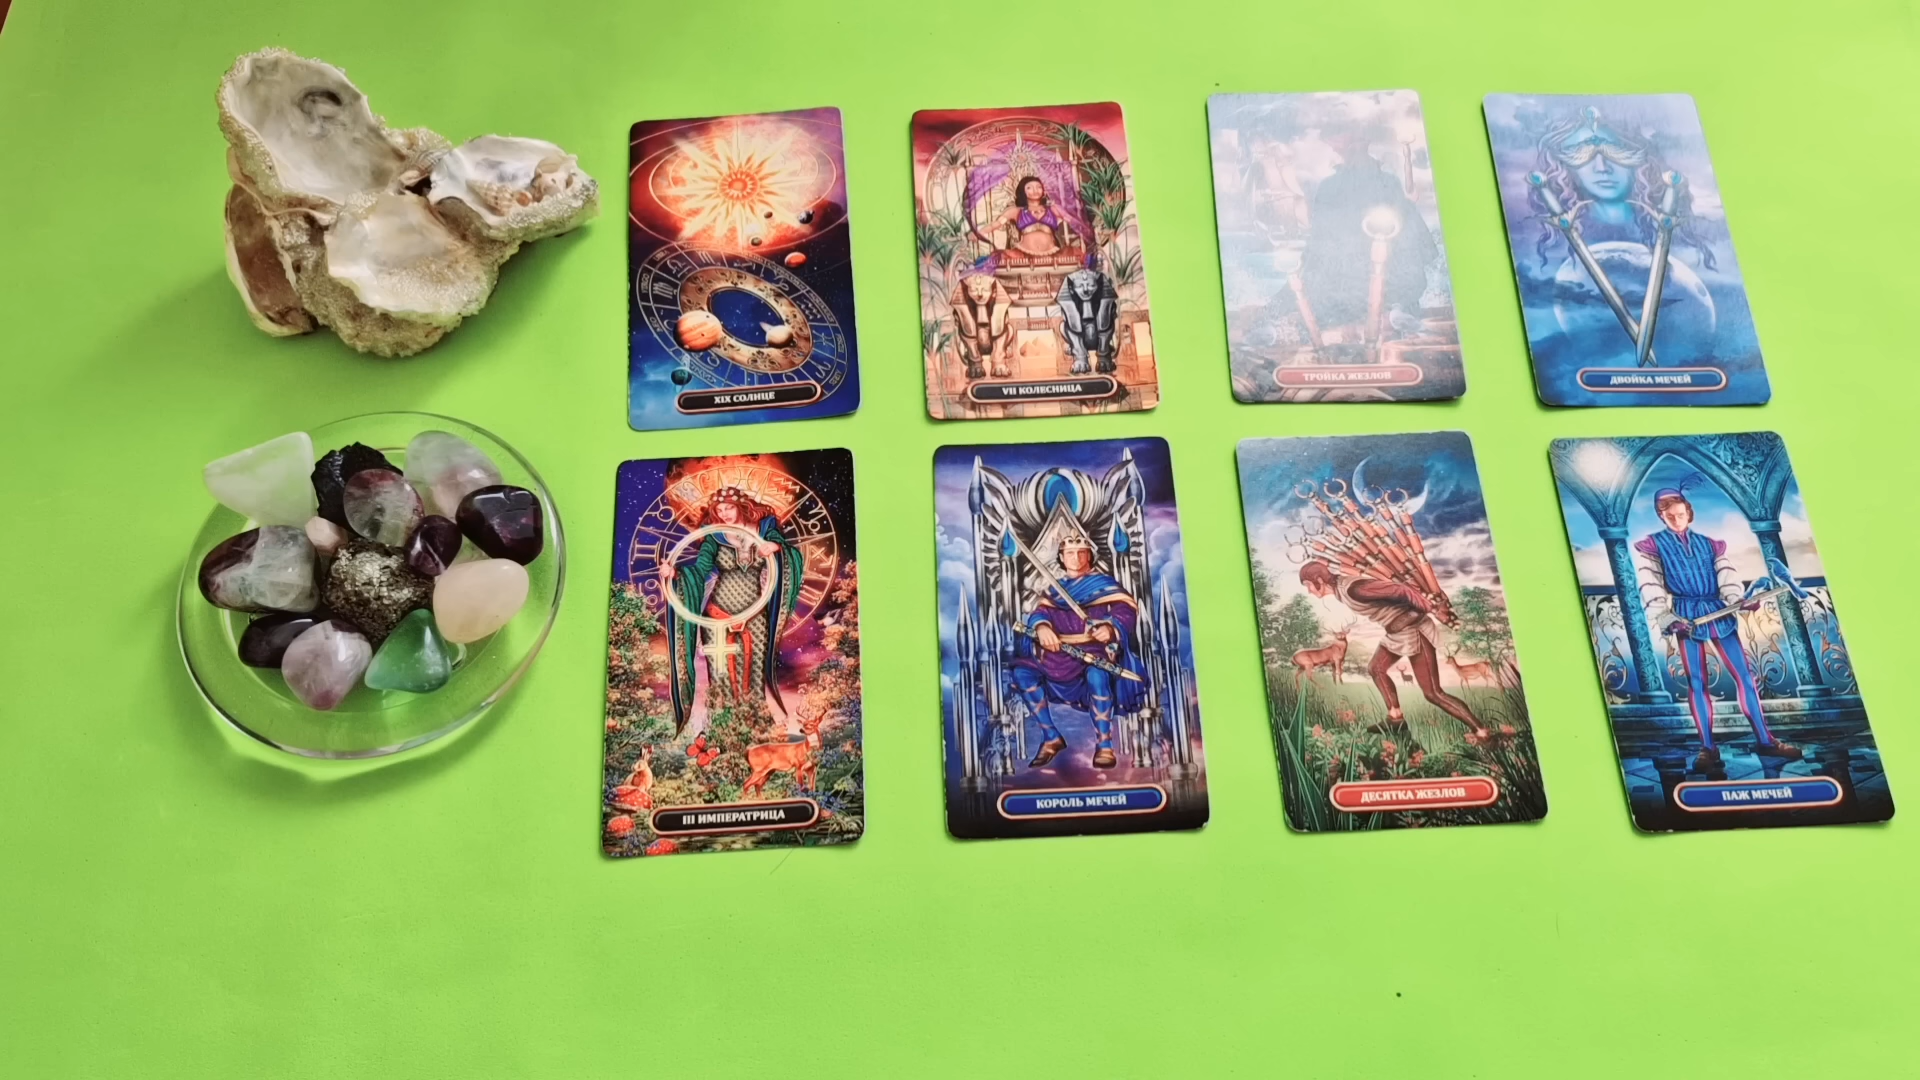 XIX СОЛНЦЕ
VII КОЛЕСНИЦА
ТРОЙКА ЖЕЗЛОВ
ДВОЙКА МЕЧЕЙ
III ИМПЕРАТРИЦА
КОРОЛЬ МЕЧЕЙ
ДЕСЯТКА ЖЕЗЛОВ
ПАЖ МЕЧЕЙ